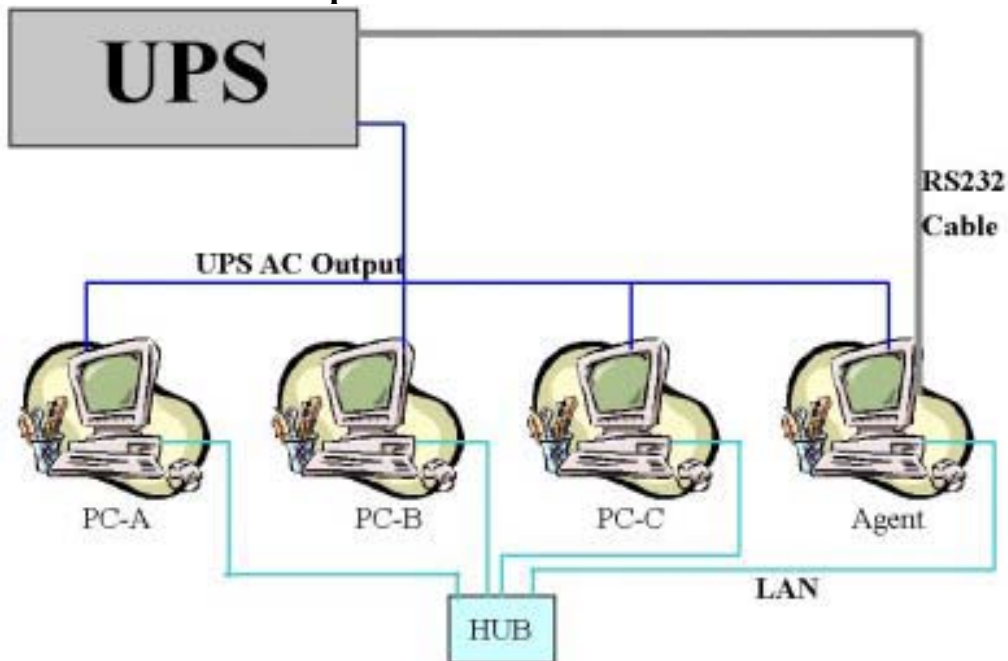 UPS
RS232
Cable
UPS AC Output
PC-A
PC-B
PC-C
Agent
LAN
HUB